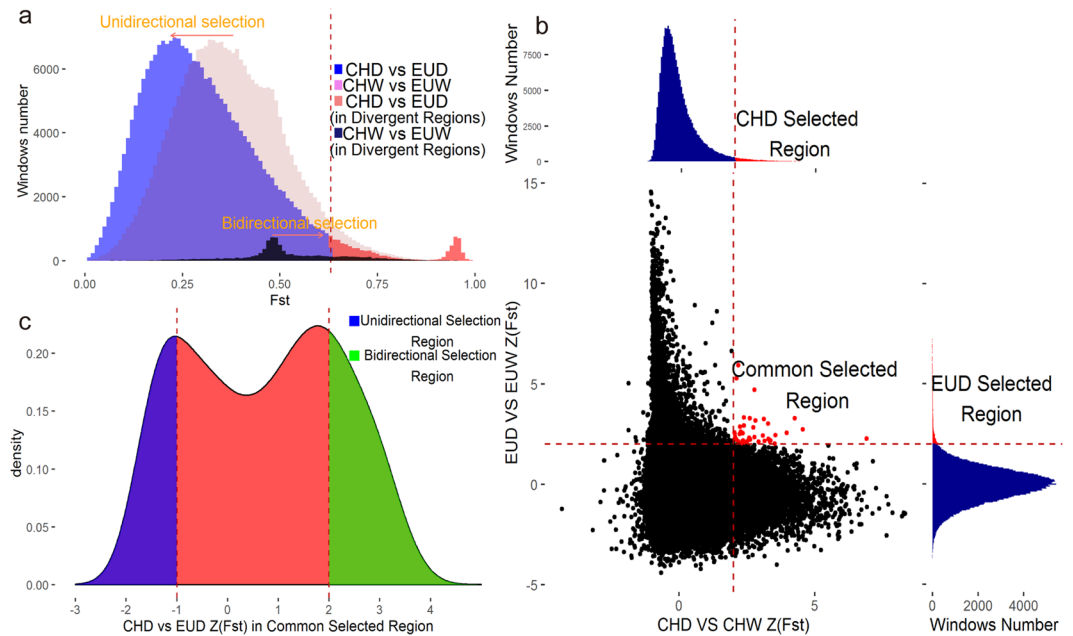 a
Unidirectional selection
6000
4000
2000
0
Windows number
CHD vs EUD
CHW vs EUW
CHD vs EUD
(in Divergent Regions)
CHW vs EUW
(in Divergent Regions)
Bidirectional selection
0.00
0.25
0.50
0.75
1.00
Fst
b
7500
5000
2500
0
Windows Number
CHD Selected
Region
15
10
5
0
-5
EUD VS EUW Z(Fst)
Common Selected
Region
0
5
CHD VS CHW Z(Fst)
EUD Selected
Region
0
2000
4000
Windows Number
c
Unidirectional Selection
Region
Bidirectional Selection
Region
0.20
0.15
0.10
0.05
0.00
density
-3
-2
-1
0
1
2
3
4
CHD vs EUD Z(Fst) in Common Selected Region